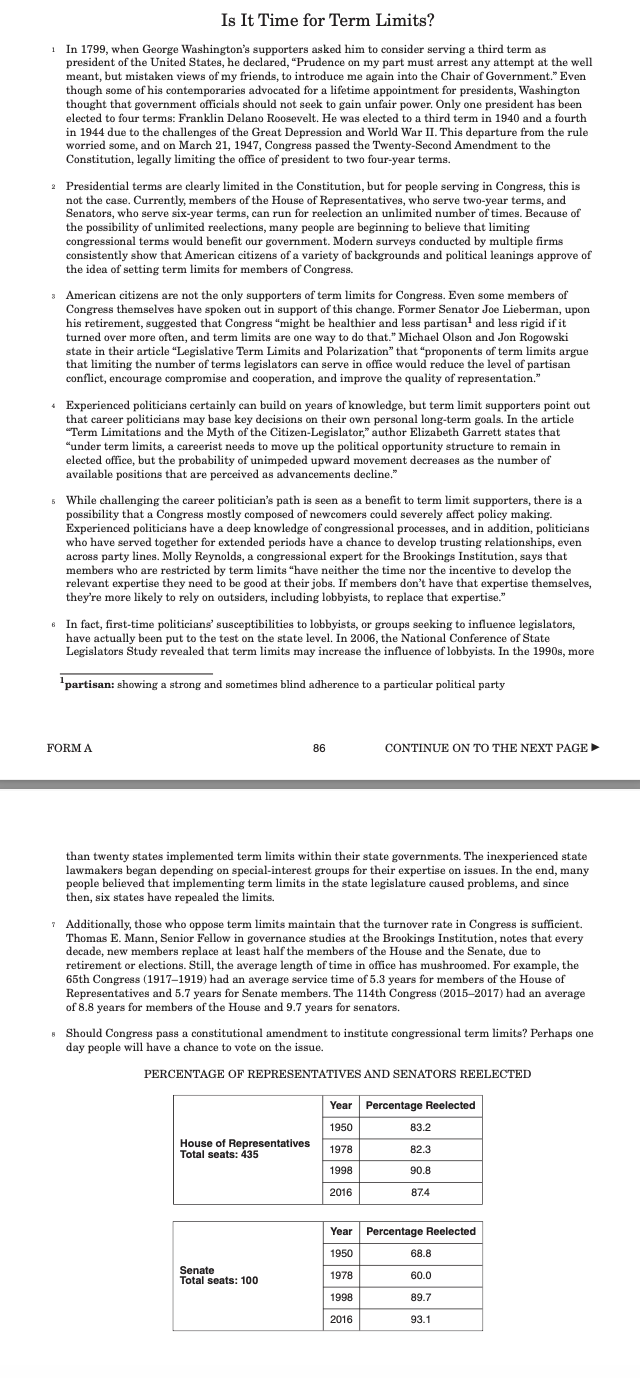 Is It Time for Term Limits?
1 In 1799, when George Washington's supporters asked him to consider serving a third term as
president of the United States, he declared, “Prudence on my part must arrest any attempt at the well
meant, but mistaken views of my friends, to introduce me again into the Chair of Government.” Even
though some of his contemporaries advocated for a lifetime appointment for presidents, Washington
thought that government officials should not seek to gain unfair power. Only one president has been
elected to four terms: Franklin Delano Roosevelt. He was elected to a third term in 1940 and a fourth
in 1944 due to the challenges of the Great Depression and World War II. This departure from the rule
worried some, and on March 21, 1947, Congress passed the Twenty-Second Amendment to the
Constitution, legally limiting the office of president to two four-year terms.
2 Presidential terms are clearly limited in the Constitution, but for people serving in Congress, this is
not the case. Currently, members of the House of Representatives, who serve two-year terms, and
Senators, who serve six-year terms, can run for reelection an unlimited number of times. Because of
the possibility of unlimited reelections, many people are beginning to believe that limiting
congressional terms would benefit our government. Modern surveys conducted by multiple firms
consistently show that American citizens of a variety of backgrounds and political leanings approve of
the idea of setting term limits for members of Congress.
3 American citizens are not the only supporters of term limits for Congress. Even some members of
Congress themselves have spoken out in support of this change. Former Senator Joe Lieberman, upon
his retirement, suggested that Congress “might be healthier and less partisan1 and less rigid if it
turned over more often, and term limits are one way to do that.” Michael Olson and Jon Rogowski
state in their article “Legislative Term Limits and Polarization” that “proponents of term limits argue
that limiting the number of terms legislators can serve in office would reduce the level of partisan
conflict, encourage compromise and cooperation, and improve the quality of representation.”
4 Experienced politicians certainly can build on years of knowledge, but term limit supporters point out
that career politicians may base key decisions on their own personal long-term goals. In the article
“Term Limitations and the Myth of the Citizen-Legislator,” author Elizabeth Garrett states that
“under term limits, a careerist needs to move up the political opportunity structure to remain in
elected office, but the probability of unimpeded upward movement decreases as the number of
available positions that are perceived as advancements decline.”
5 While challenging the career politician's path is seen as a benefit to term limit supporters, there is a
possibility that a Congress mostly composed of newcomers could severely affect policy making.
Experienced politicians have a deep knowledge of congressional processes, and in addition, politicians
who have served together for extended periods have a chance to develop trusting relationships, even
across party lines. Molly Reynolds, a congressional expert for the Brookings Institution, says that
members who are restricted by term limits “have neither the time nor the incentive to develop the
relevant expertise they need to be good at their jobs. If members don't have that expertise themselves,
they're more likely to rely on outsiders, including lobbyists, to replace that expertise.”
6 In fact, first-time politicians' susceptibilities to lobbyists, or groups seeking to influence legislators,
have actually been put to the test on the state level. In 2006, the National Conference of State
Legislators Study revealed that term limits may increase the influence of lobbyists. In the 1990s, more
1partisan: showing a strong and sometimes blind adherence to a particular political party
FORM A 86 CONTINUE ON TO THE NEXT PAGE ►
than twenty states implemented term limits within their state governments. The inexperienced state
lawmakers began depending on special-interest groups for their expertise on issues. In the end, many
people believed that implementing term limits in the state legislature caused problems, and since
then, six states have repealed the limits.
7 Additionally, those who oppose term limits maintain that the turnover rate in Congress is sufficient.
Thomas E. Mann, Senior Fellow in governance studies at the Brookings Institution, notes that every
decade, new members replace at least half the members of the House and the Senate, due to
retirement or elections. Still, the average length of time in office has mushroomed. For example, the
65th Congress (1917–1919) had an average service time of 5.3 years for members of the House of
Representatives and 5.7 years for Senate members. The 114th Congress (2015–2017) had an average
of 8.8 years for members of the House and 9.7 years for senators.
8 Should Congress pass a constitutional amendment to institute congressional term limits? Perhaps one
day people will have a chance to vote on the issue.
PERCENTAGE OF REPRESENTATIVES AND SENATORS REELECTED
House of Representatives
Total seats: 435
Year Percentage Reelected
1950 83.2
1978 82.3
1998 90.8
2016 87.4
Senate
Total seats: 100
Year Percentage Reelected
1950 68.8
1978 60.0
1998 89.7
2016 93.1